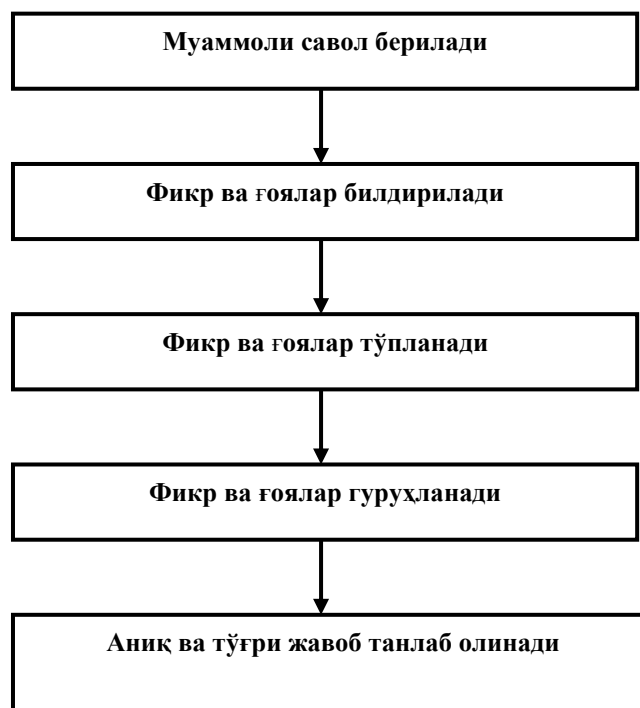 Муаммоли савол берилади
Фикр ва ғоялар билдирилади
Фикр ва ғоялар тўпланади
Фикр ва ғоялар гуруҳланади
Аниқ ва тўғри жавоб танлаб олинади